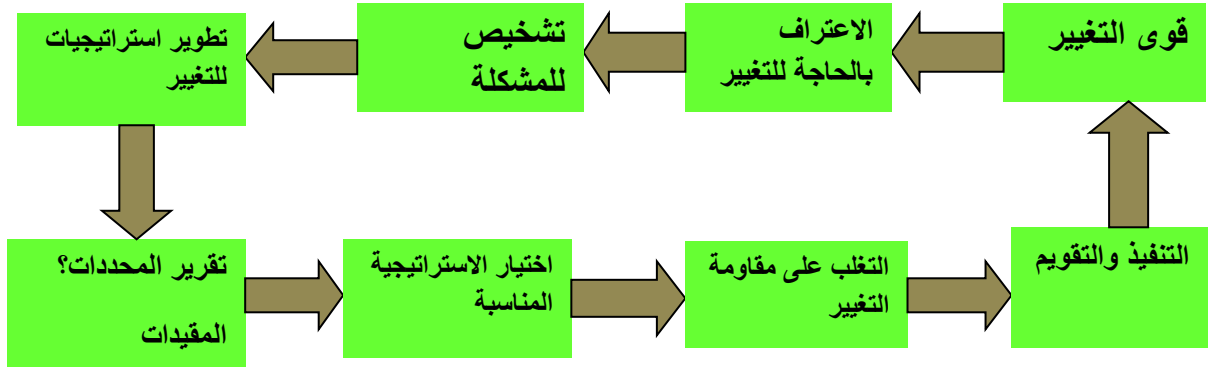 قوى التغيير
الاعتراف
بالحاجة للتغيير
تشخيص
للمشكلة
تطوير استراتيجيات
للتغيير
تقرير المحددات؟
المقيدات
اختيار الاستراتيجية
المناسبة
التغلب على مقاومة
التغيير
التنفيذ والتقويم